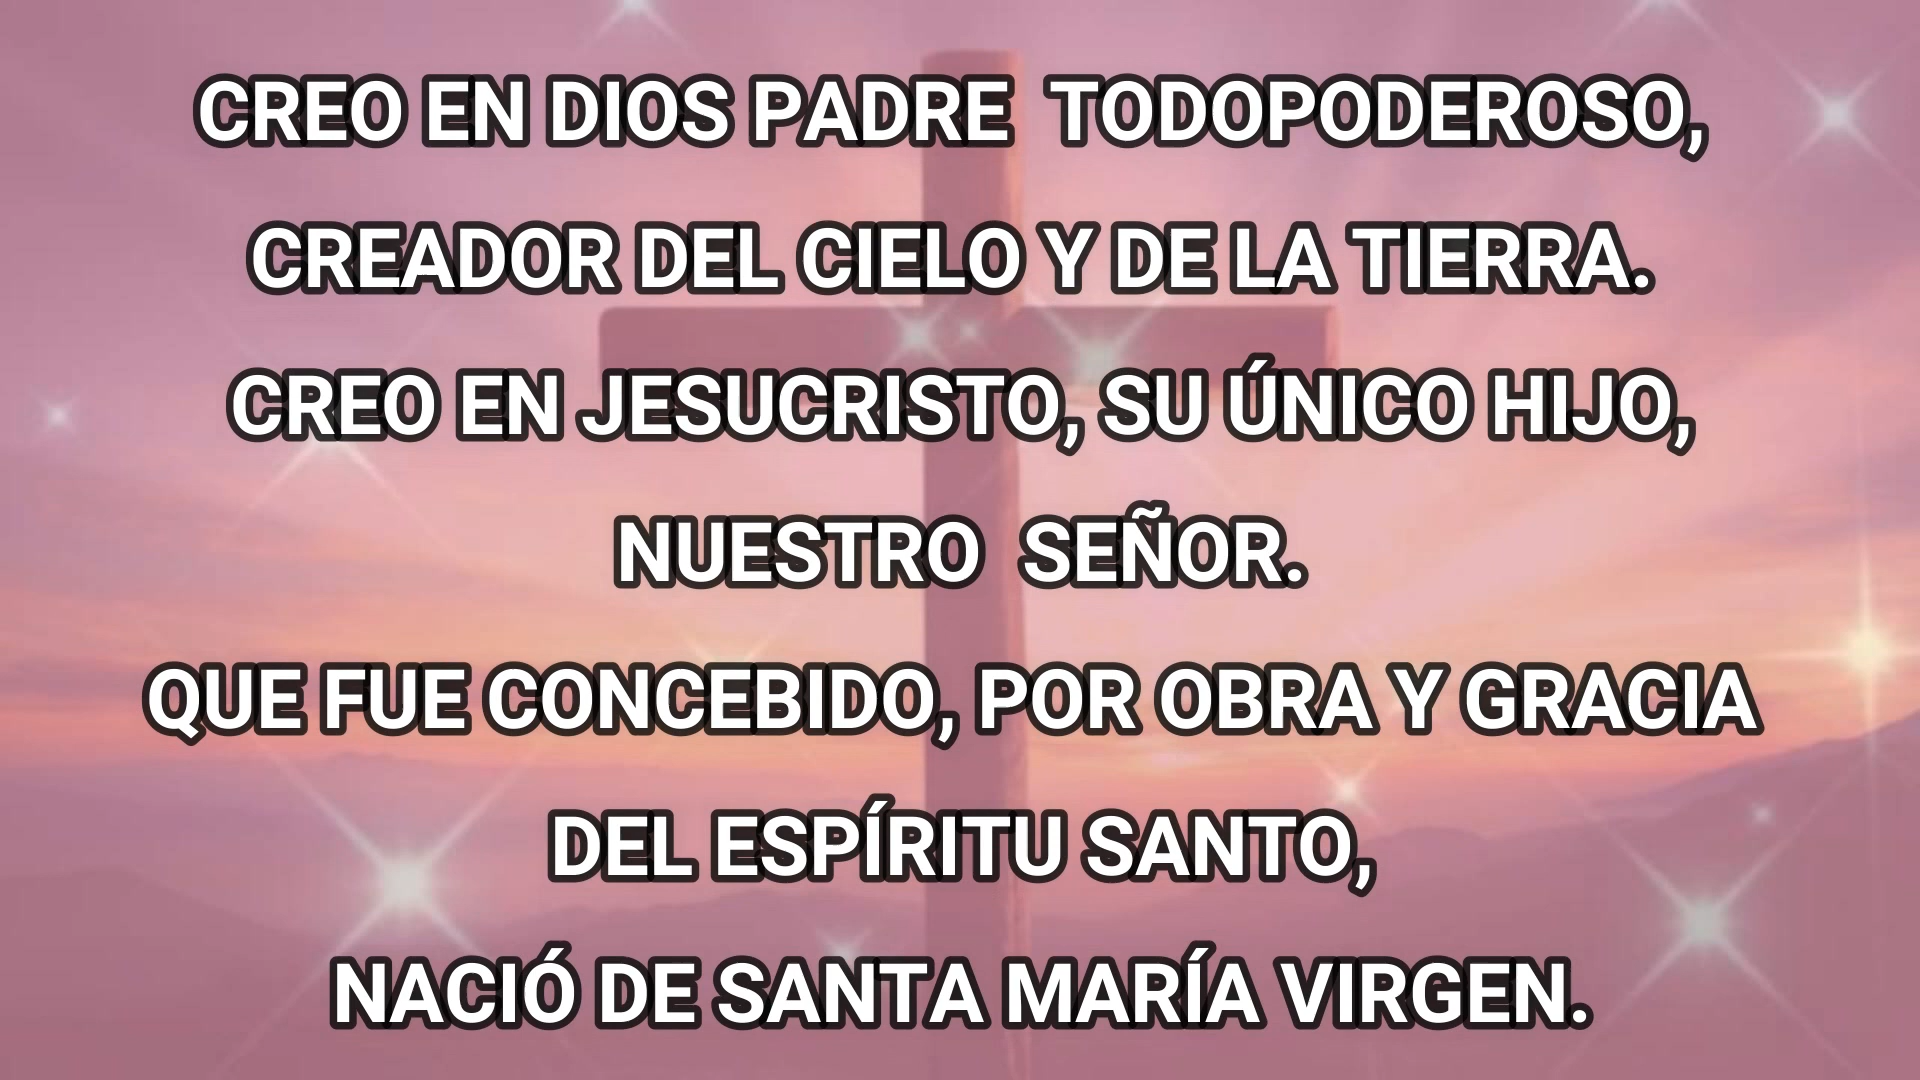 CREO EN DIOS PADRE  TODOPODEROSO,
CREADOR DEL CIELO Y DE LA TIERRA.
CREO EN JESUCRISTO, SU ÚNICO HIJO,
NUESTRO  SEÑOR.
QUE FUE CONCEBIDO, POR OBRA Y GRACIA
DEL ESPÍRITU SANTO,
NACIÓ DE SANTA MARÍA VIRGEN.